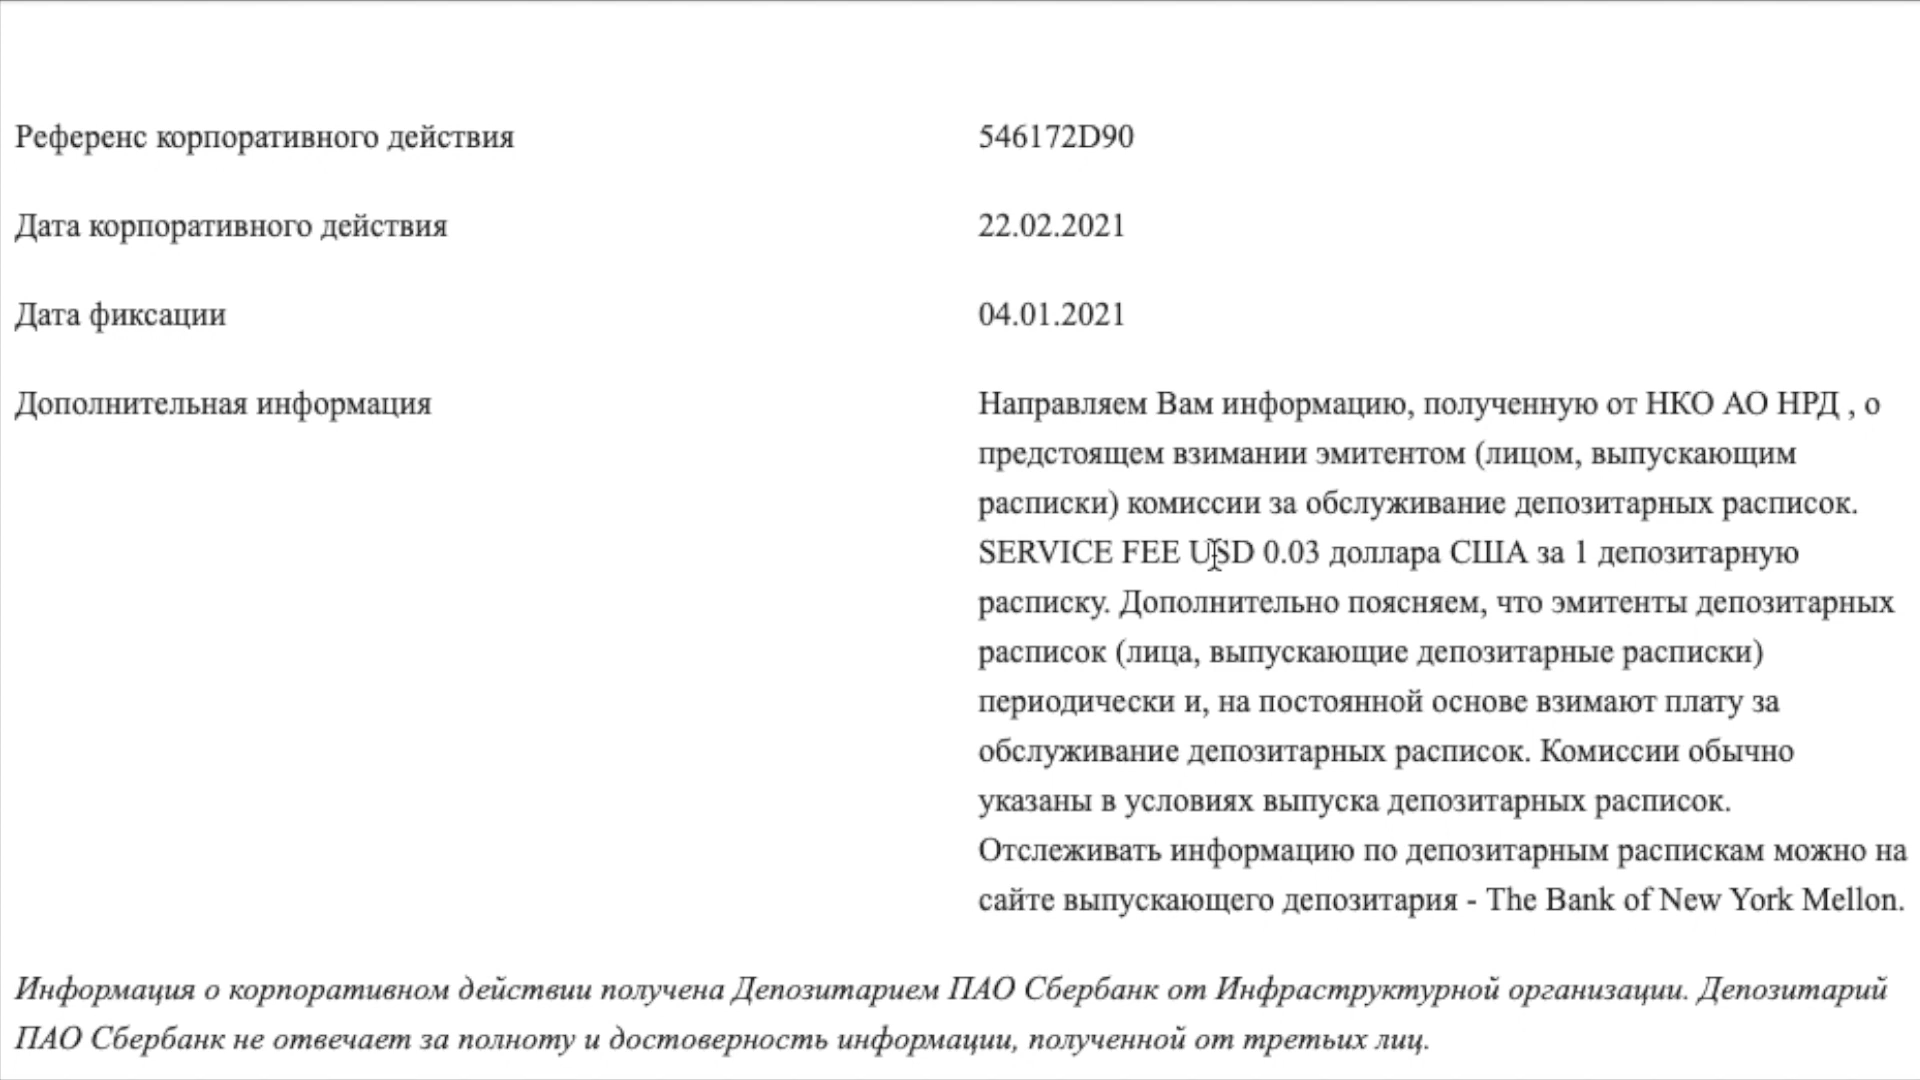 Референс корпоративного действия 546172D90
Дата корпоративного действия 22.02.2021
Дата фиксации 04.01.2021
Дополнительная информация Направляем Вам информацию, полученную от НКО АО НРД , о
предстоящем взимании эмитентом (лицом, выпускающим
расписки) комиссии за обслуживание депозитарных расписок.
SERVICE FEE USD 0.03 доллара США за 1 депозитарную
расписку. Дополнительно поясняем, что эмитенты депозитарных
расписок (лица, выпускающие депозитарные расписки)
периодически и, на постоянной основе взимают плату за
обслуживание депозитарных расписок. Комиссии обычно
указаны в условиях выпуска депозитарных расписок.
Отслеживать информацию по депозитарным распискам можно на
сайте выпускающего депозитария - The Bank of New York Mellon.
Информация о корпоративном действии получена Депозитарием ПАО Сбербанк от Инфраструктурной организации. Депозитарий
ПАО Сбербанк не отвечает за полноту и достоверность информации, полученной от третьих лиц.